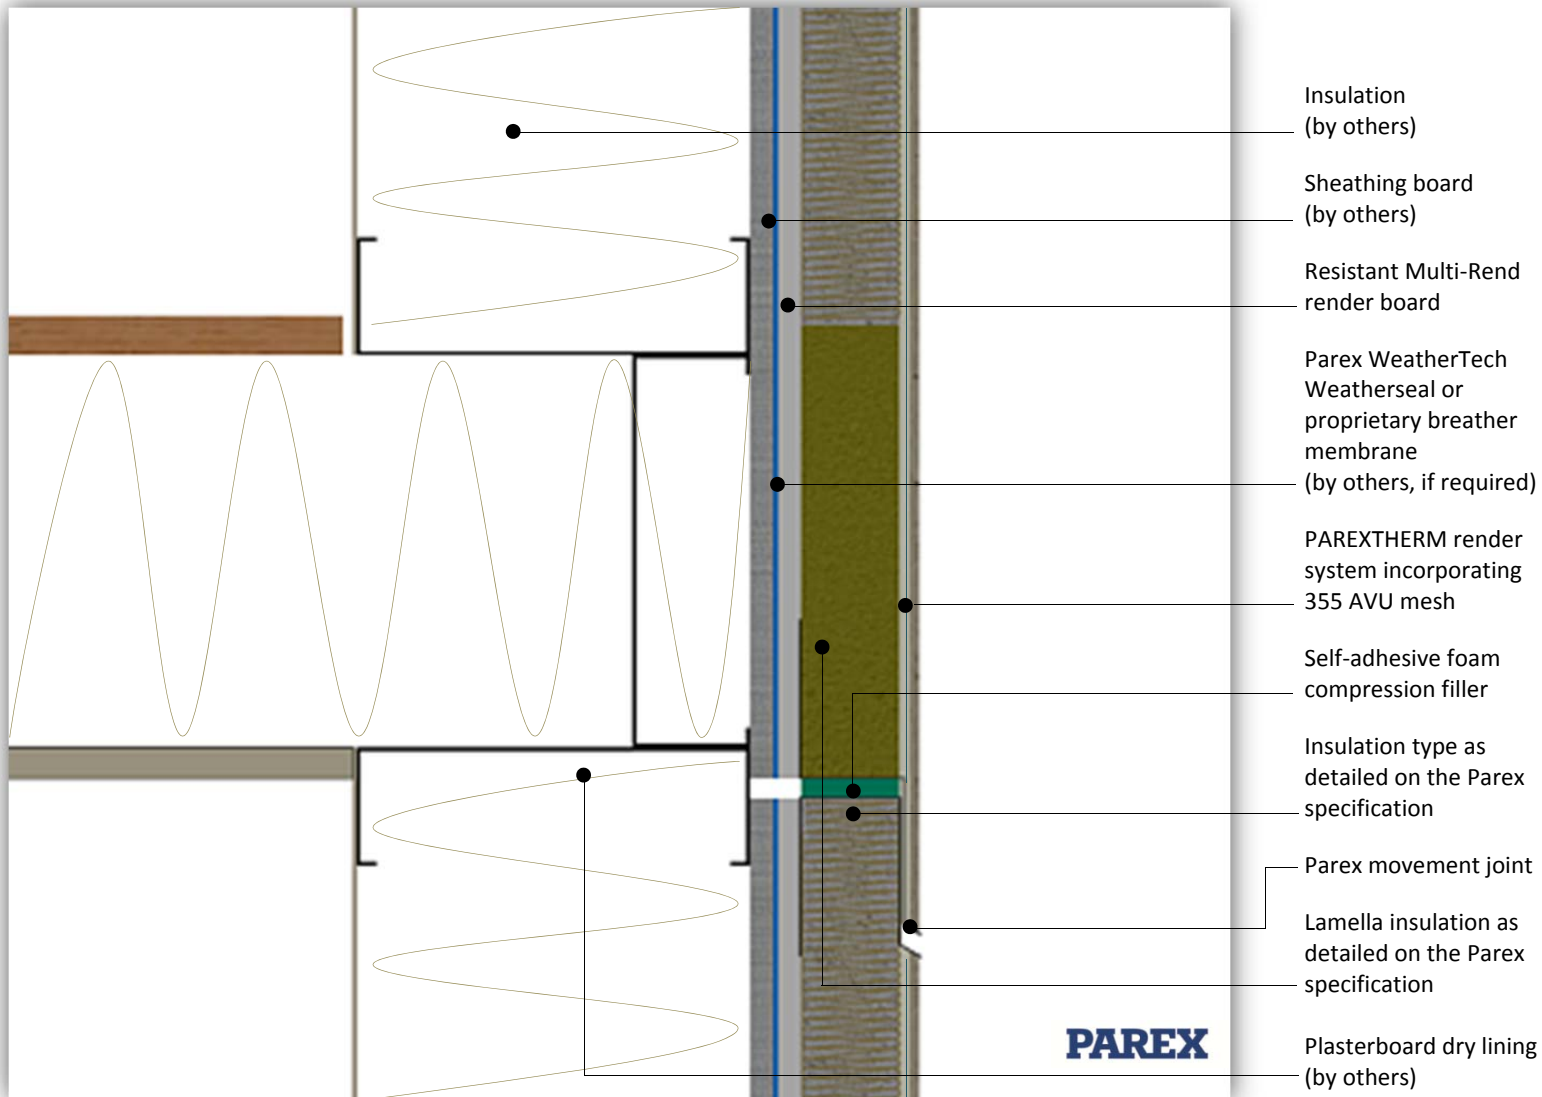 Insulation
(by others)
Sheathing board
(by others)
Resistant Multi-Rend
render board
Parex WeatherTech
Weatherseal or
proprietary breather
membrane
(by others, if required)
PAREXTHERM render
system incorporating
355 AVU mesh
Self-adhesive foam
compression filler
Insulation type as
detailed on the Parex
specification
Parex movement joint
Lamella insulation as
detailed on the Parex
specification
Plasterboard dry lining
(by others)
PAREX